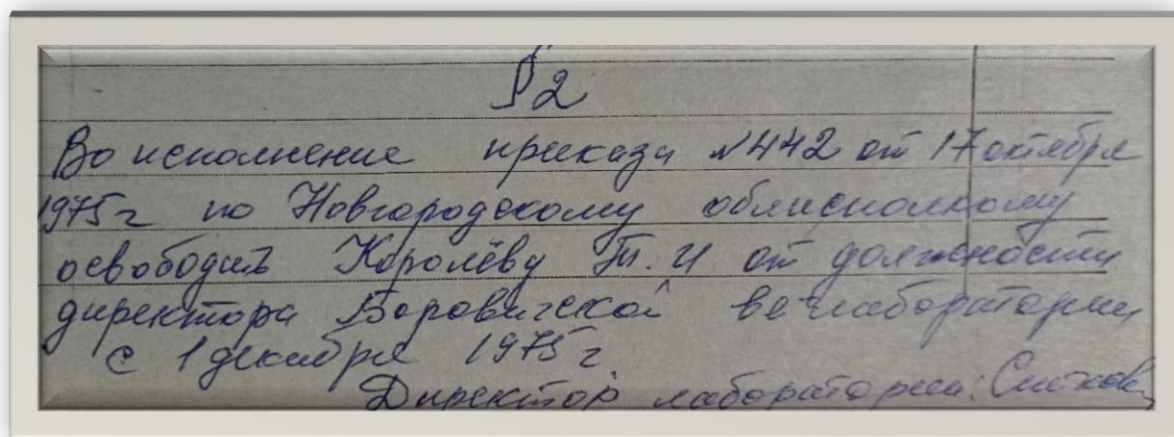 §2
Во исполнение приказа №442 от 17 октября
1975г по Новгородскому облисполкому
освободить Королёву Т. И от должности
директора Боровичской ветлаборатории
с 1 декабря 1975г
Директор лаборатории: